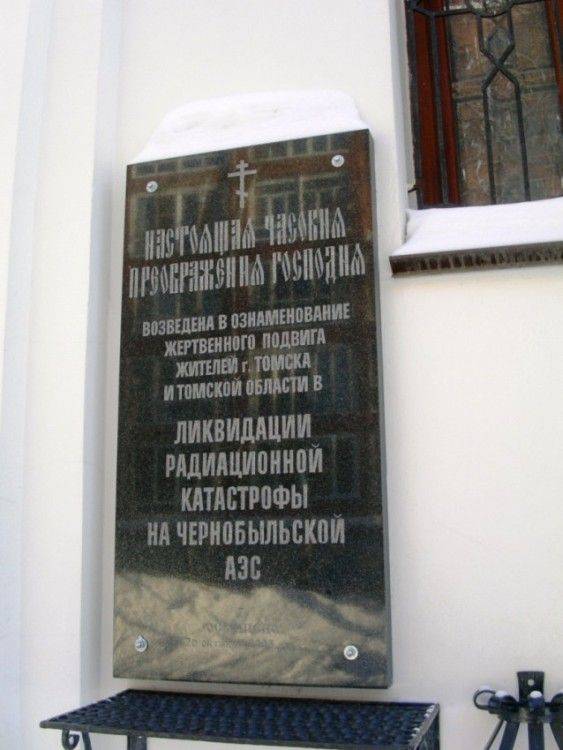 НАСТОЯЩАЯ ЧАСОВНЯ
ПРЕОБРАЖЕНИЯ ГОСПОДНЯ
ВОЗВЕДЕНА В ОЗНАМЕНОВАНИЕ
ЖЕРТВЕННОГО ПОДВИГА
ЖИТЕЛЕЙ г. ТОМСКА
И ТОМСКОЙ ОБЛАСТИ В
ЛИКВИДАЦИИ
РАДИАЦИОННОЙ
КАТАСТРОФЫ
НА ЧЕРНОБЫЛЬСКОЙ
АЭС